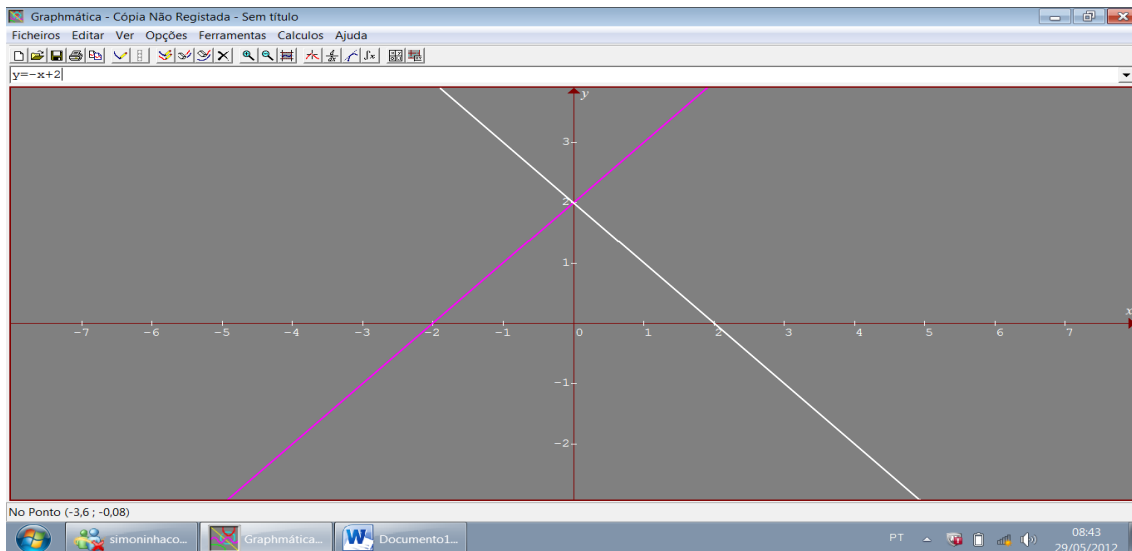 Graphmática - Cópia Não Registada - Sem título
Ficheiros Editar Ver Opções Ferramentas Calculos Ajuda
y=-x+2
y
3
2
1
x
-7 -6 -5 -4 -3 -2 -1 0 1 2 3 4 5 6 7
-1
-2
No Ponto (-3,6 ; -0,08)
simoninhaco... Graphmática... Documento1... PT 08:43
29/05/2012